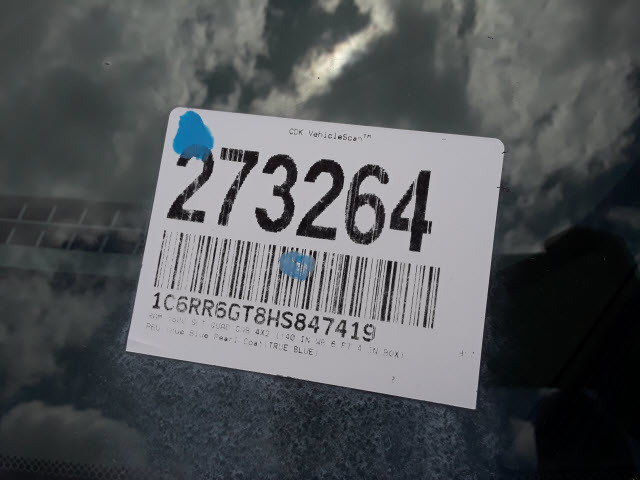 CDK VehicleScan™
273264
1C6RR6GT8HS847419
RAM 1500 SLT QUAD CAB 4X2 (140 IN WB 6 FT 4 IN BOX)
PBU True Blue Pearl Coat(TRUE BLUE)